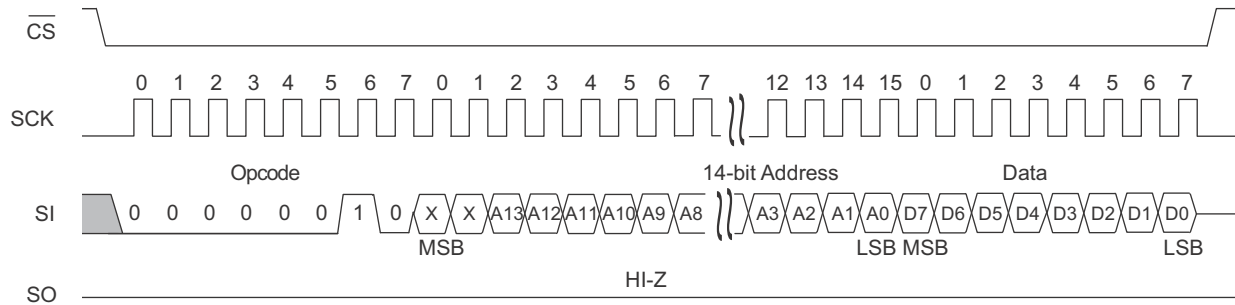 CS
0 1 2 3 4 5 6 7 0 1 2 3 4 5 6 7 12 13 14 15 0 1 2 3 4 5 6 7
SCK
Opcode 14-bit Address Data
SI 0 0 0 0 0 0 1 0 X X A13 A12 A11 A10 A9 A8 A3 A2 A1 A0 D7 D6 D5 D4 D3 D2 D1 D0
MSB LSB MSB LSB
HI-Z
SO